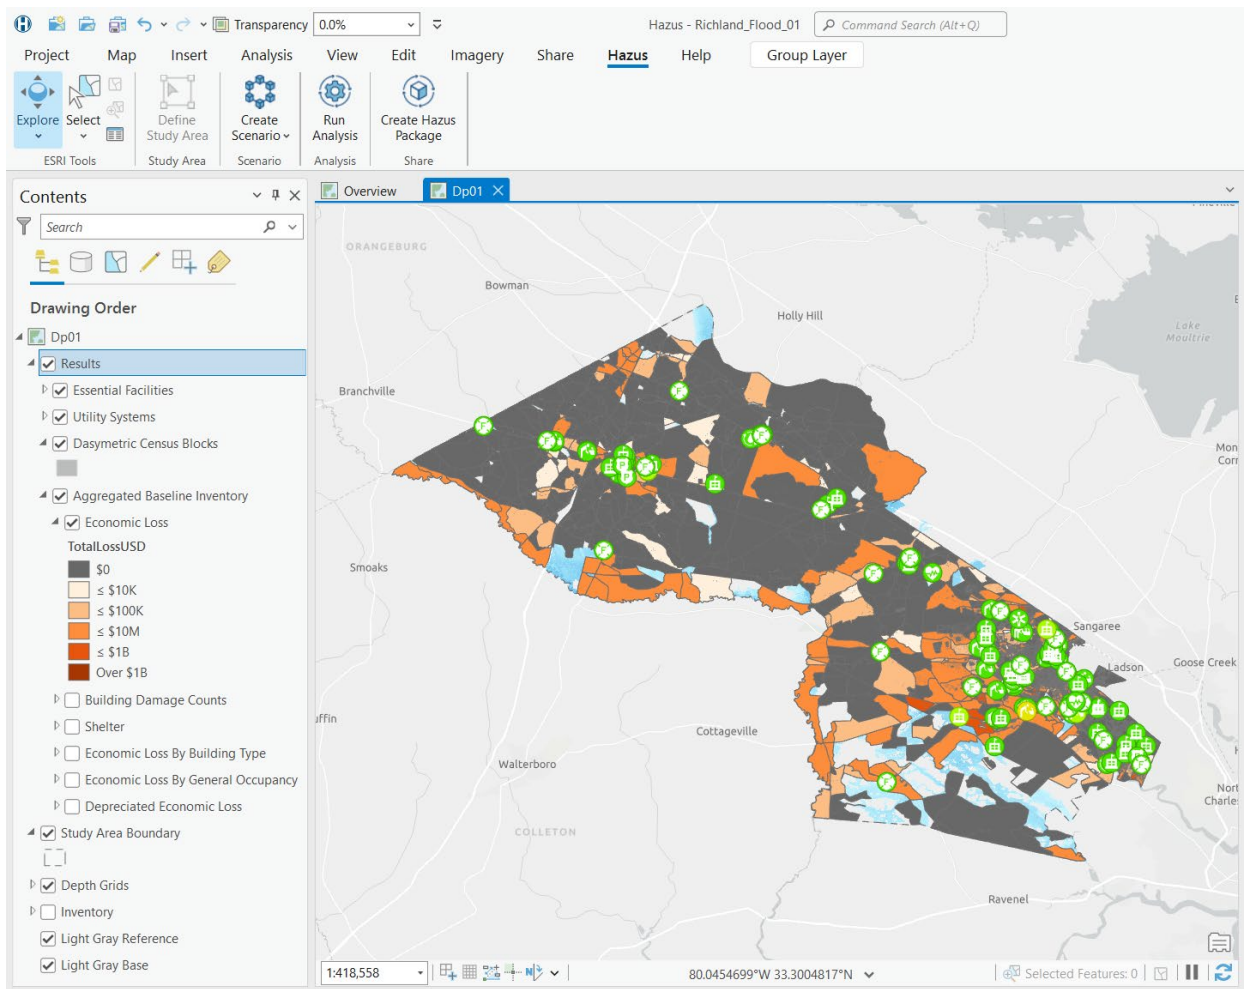 Transparency 0.0%
Hazus - Richland_Flood_01
Command Search (Alt+Q)
Project Map Insert Analysis View Edit Imagery Share Hazus Help Group Layer
Explore Select
Define Study Area
Create Scenario
Run Analysis
Create Hazus Package
ESRI Tools Study Area Scenario Analysis Share
Contents
Overview Dp01
Search
Drawing Order
Dp01
Results
Essential Facilities
Utility Systems
Dasymetric Census Blocks
Aggregated Baseline Inventory
Economic Loss
TotalLossUSD
$0
≤ $10K
≤ $100K
≤ $10M
≤ $1B
Over $1B
Building Damage Counts
Shelter
Economic Loss By Building Type
Economic Loss By General Occupancy
Depreciated Economic Loss
Study Area Boundary
Depth Grids
Inventory
Light Gray Reference
Light Gray Base
ORANGEBURG
Bowman
Holly Hill
Lake Moultrie
Branchville
Mon
Corr
Smoaks
Sangaree
Ladson
Goose Creek
iffin
Cottageville
Walterboro
Nort
Charle
COLLETON
Ravenel
1:418,558
80.0454699°W 33.3004817°N
Selected Features: 0